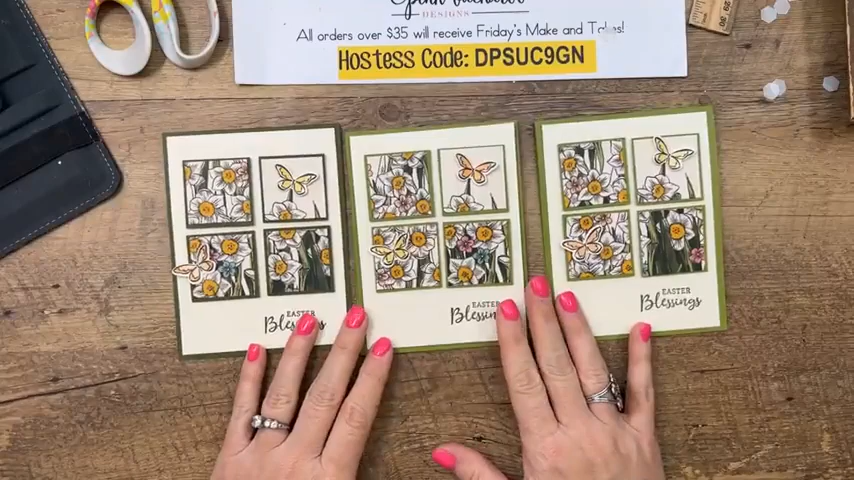 DESIGNS
All orders over $35 will receive Friday's Make and Takes!
Hostess Code: DPSUC9GN
EASTER
Blessings
EASTER
Blessings
EASTER
Blessings